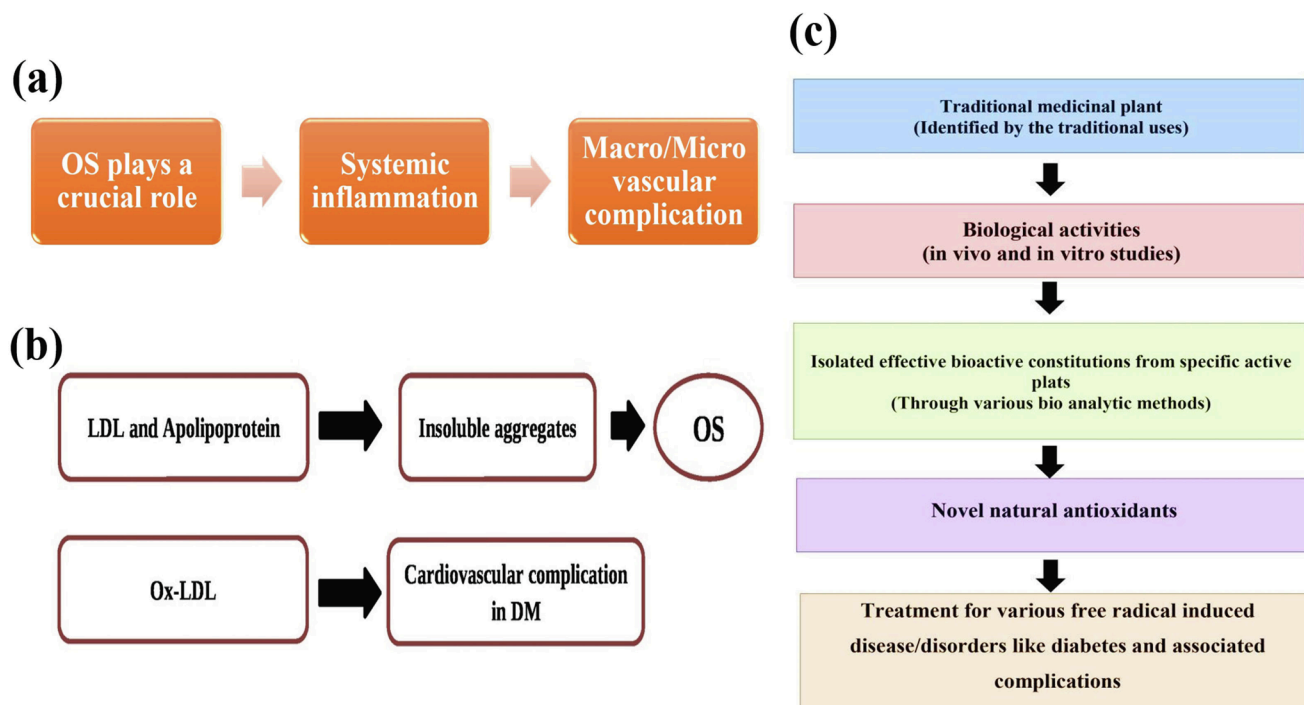 (a)
OS plays a
crucial role
Systemic
inflammation
Macro/Micro
vascular
complication
(b)
LDL and Apolipoprotein
Insoluble aggregates
OS
Ox-LDL
Cardiovascular complication
in DM
(c)
Traditional medicinal plant
(Identified by the traditional uses)
Biological activities
(in vivo and in vitro studies)
Isolated effective bioactive constitutions from specific active
plats
(Through various bio analytic methods)
Novel natural antioxidants
Treatment for various free radical induced
disease/disorders like diabetes and associated
complications